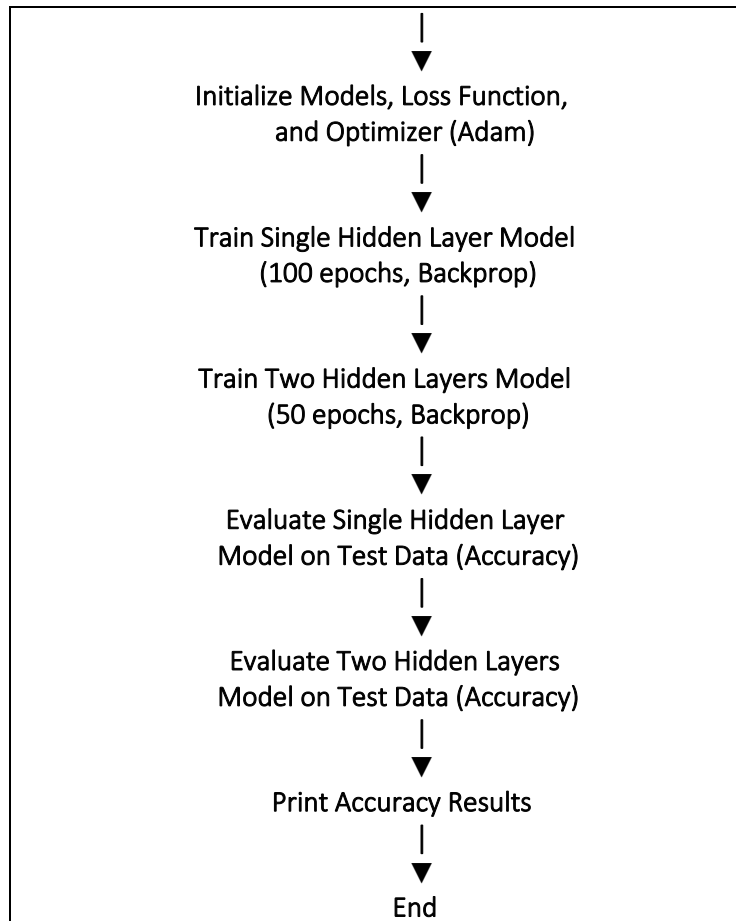 Initialize Models, Loss Function,
and Optimizer (Adam)
Train Single Hidden Layer Model
(100 epochs, Backprop)
Train Two Hidden Layers Model
(50 epochs, Backprop)
Evaluate Single Hidden Layer
Model on Test Data (Accuracy)
Evaluate Two Hidden Layers
Model on Test Data (Accuracy)
Print Accuracy Results
End